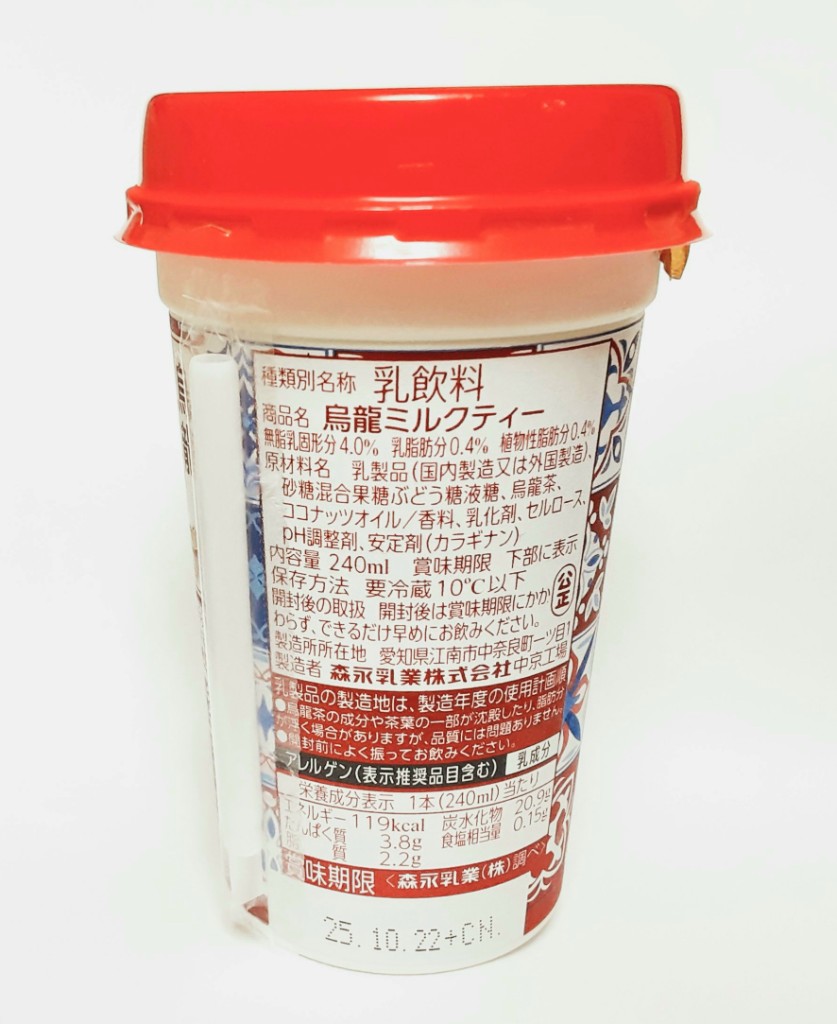 種類別名称 乳飲料
商品名 烏龍ミルクティー
無脂乳固形分4.0% 乳脂肪分0.4% 植物性脂肪分0.4%
原材料名 乳製品(国内製造又は外国製造)、
砂糖混合果糖ぶどう糖液糖、烏龍茶、
ココナッツオイル/香料、乳化剤、セルロース、
pH調整剤、安定剤(カラギナン)
内容量 240ml 賞味期限 下部に表示
保存方法 要冷蔵10℃以下
公正
開封後の取扱 開封後は賞味期限にかか
わらず、できるだけ早めにお飲みください。
製造所所在地 愛知県江南市中奈良町一ツ目1
製造者 森永乳業株式会社中京工場
乳製品の製造地は、製造年度の使用計画順
●烏龍茶の成分や茶葉の一部が沈殿したり、脂肪分
が浮く場合がありますが、品質には問題ありません。
●開封前によく振ってお飲みください。
アレルゲン(表示推奨品目含む) 乳成分
栄養成分表示 1本(240ml)当たり
エネルギー 119kcal 炭水化物 20.9g
たんぱく質 3.8g 食塩相当量 0.15g
脂質 2.2g
賞味期限 〈森永乳業(株)調べ〉
25.10.22+CN.